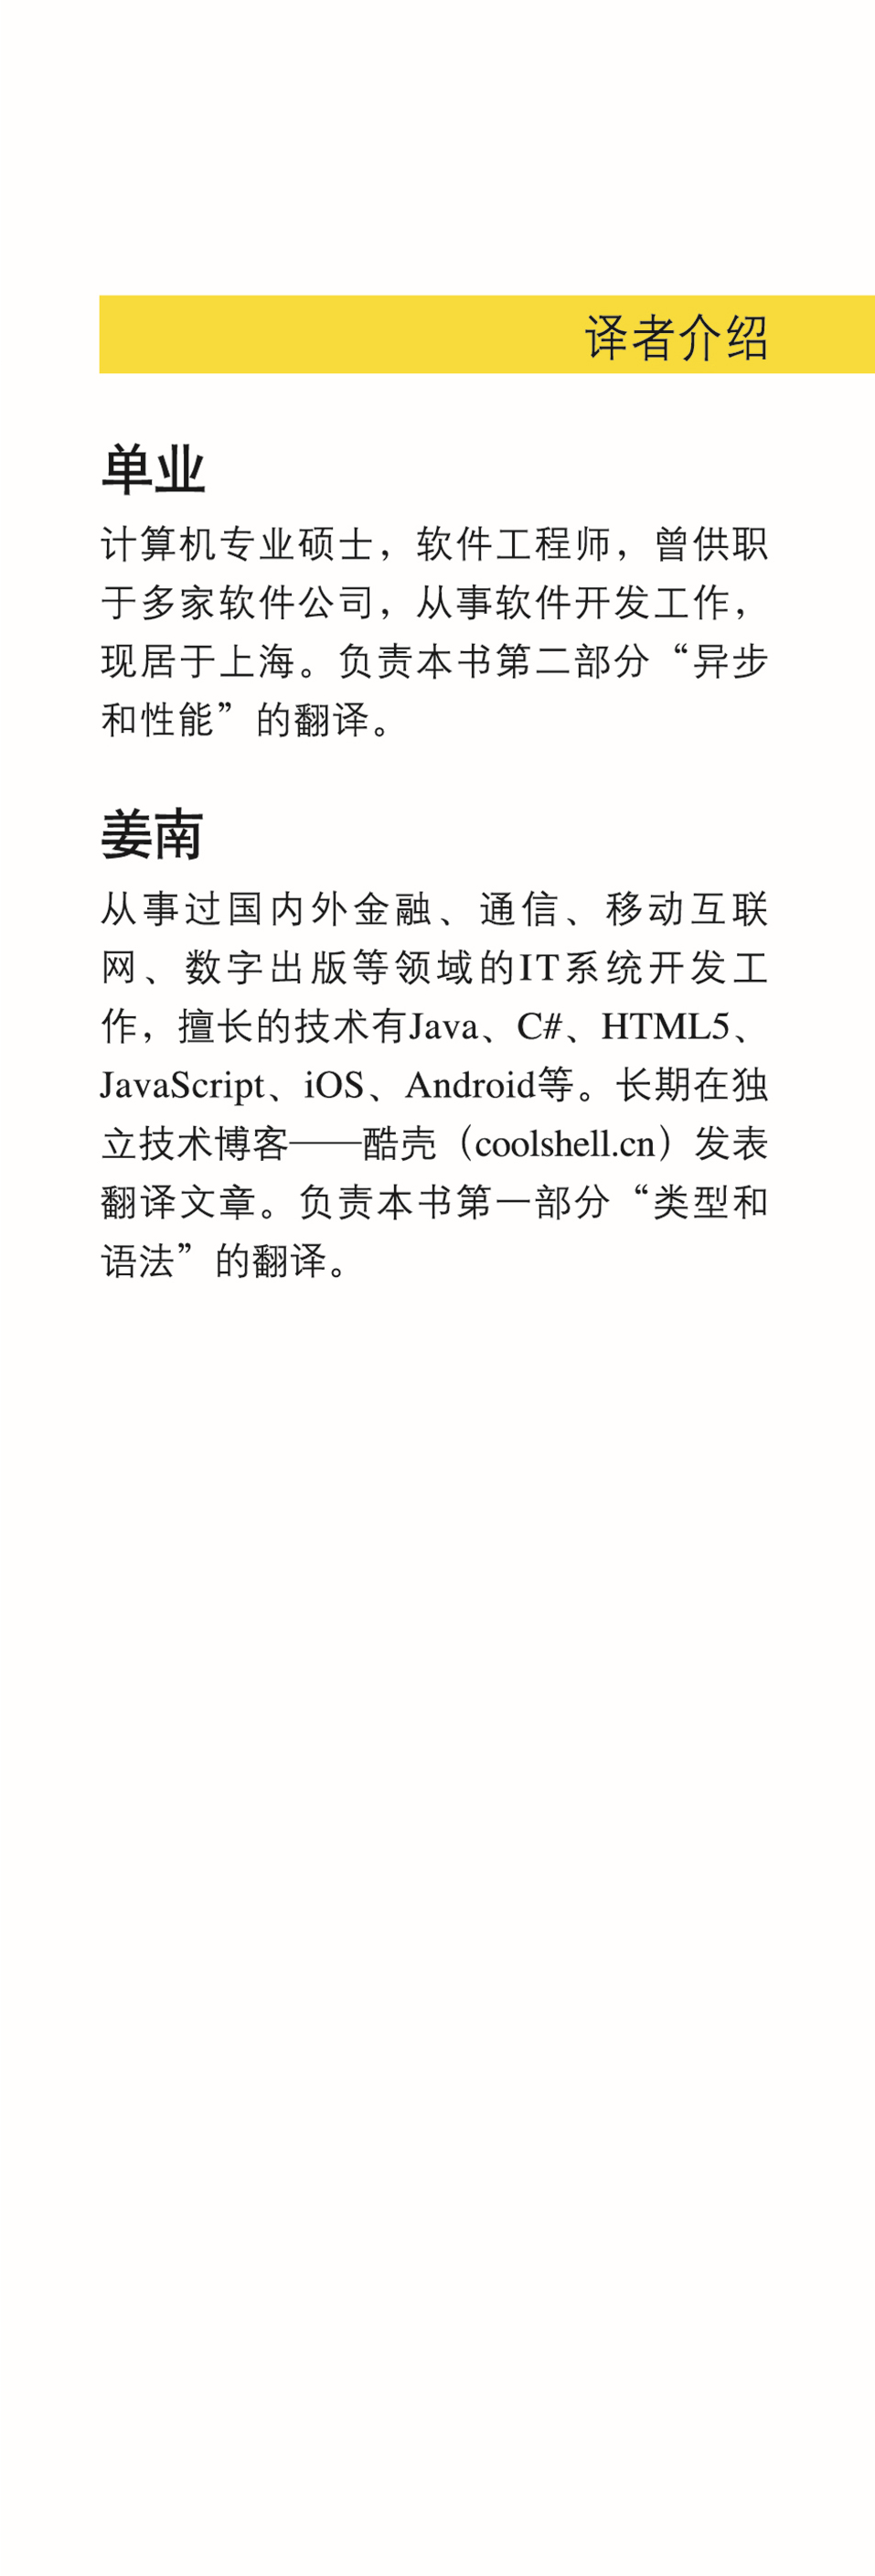 译者介绍
单业
计算机专业硕士，软件工程师，曾供职
于多家软件公司，从事软件开发工作，
现居于上海。负责本书第二部分“异步
和性能”的翻译。
姜南
从事过国内外金融、通信、移动互联
网、数字出版等领域的IT系统开发工
作，擅长的技术有Java、C#、HTML5、
JavaScript、iOS、Android等。长期在独
立技术博客——酷壳（coolshell.cn）发表
翻译文章。负责本书第一部分“类型和
语法”的翻译。